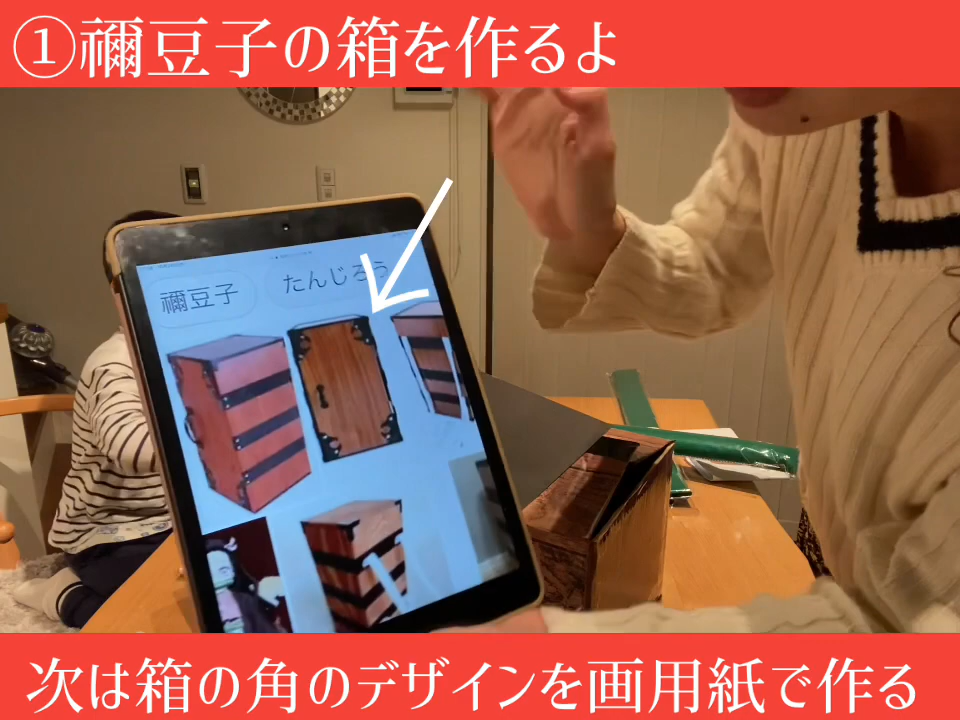 ①禰豆子の箱を作るよ
禰豆子
たんじろう
次は箱の角のデザインを画用紙で作る